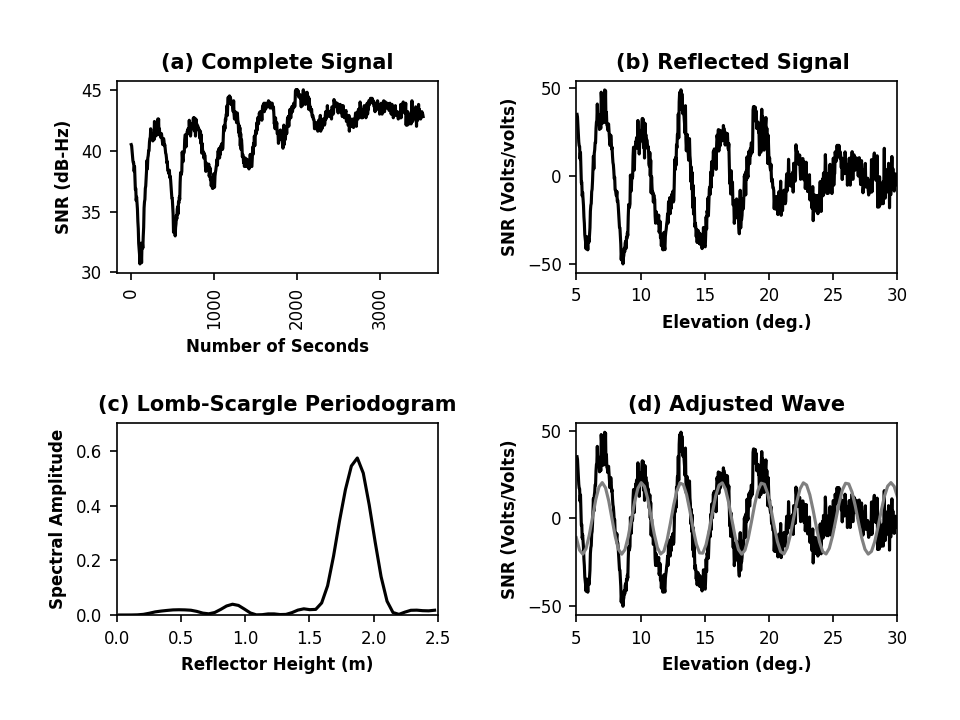 (a) Complete Signal
SNR (dB-Hz)
45
40
35
30
0
1000
2000
3000
Number of Seconds
(b) Reflected Signal
SNR (Volts/volts)
50
0
−50
5 10 15 20 25 30
Elevation (deg.)
(c) Lomb-Scargle Periodogram
Spectral Amplitude
0.6
0.4
0.2
0.0
0.0 0.5 1.0 1.5 2.0 2.5
Reflector Height (m)
(d) Adjusted Wave
SNR (Volts/Volts)
50
0
−50
5 10 15 20 25 30
Elevation (deg.)